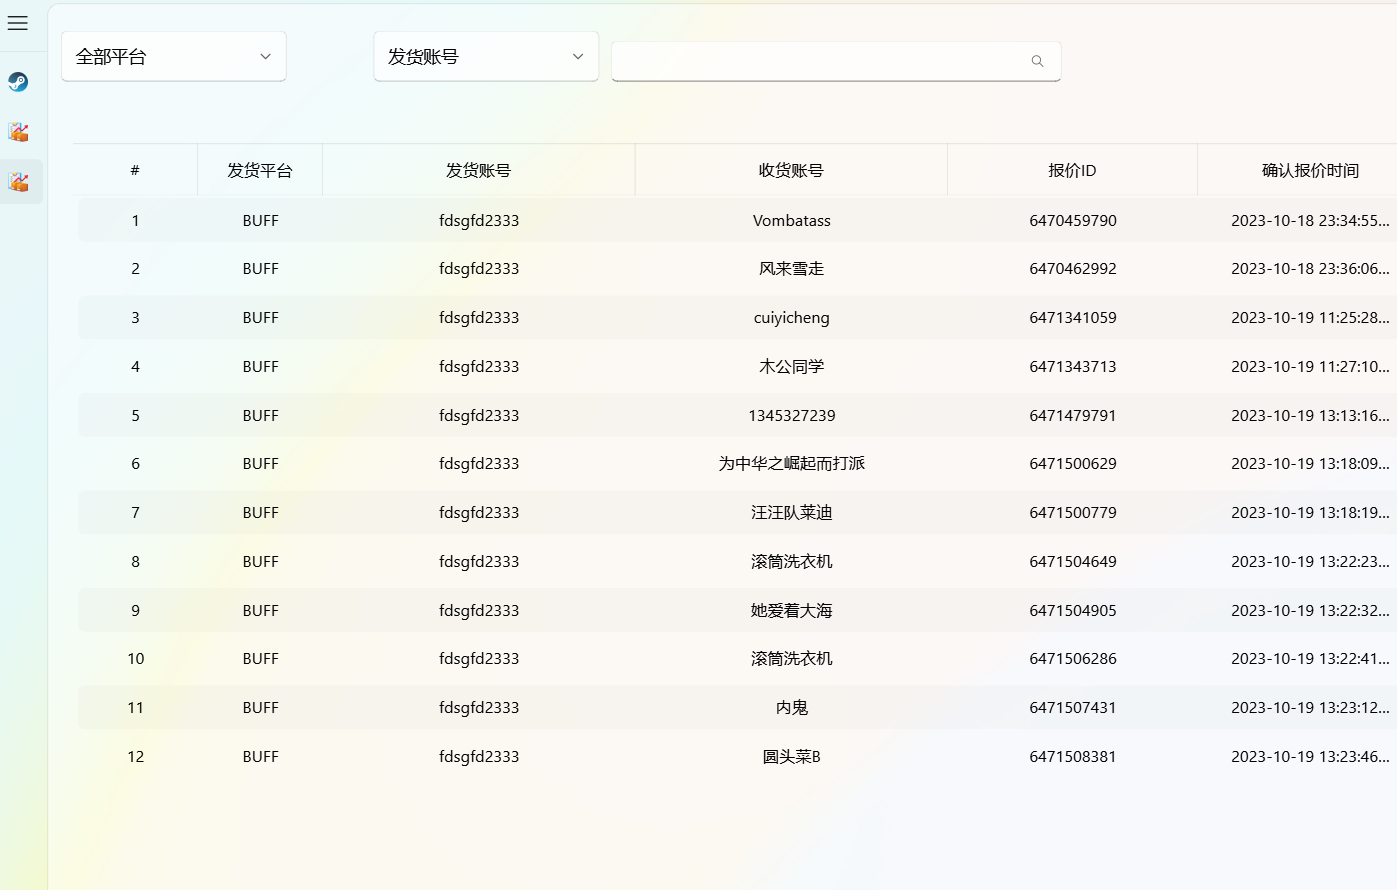 全部平台 发货账号
# 发货平台 发货账号 收货账号 报价ID 确认报价时间
1 BUFF fdsgfd2333 Vombatass 6470459790 2023-10-18 23:34:55...
2 BUFF fdsgfd2333 风来雪走 6470462992 2023-10-18 23:36:06...
3 BUFF fdsgfd2333 cuiyicheng 6471341059 2023-10-19 11:25:28...
4 BUFF fdsgfd2333 木公同学 6471343713 2023-10-19 11:27:10...
5 BUFF fdsgfd2333 1345327239 6471479791 2023-10-19 13:13:16...
6 BUFF fdsgfd2333 为中华之崛起而打派 6471500629 2023-10-19 13:18:09...
7 BUFF fdsgfd2333 汪汪队莱迪 6471500779 2023-10-19 13:18:19...
8 BUFF fdsgfd2333 滚筒洗衣机 6471504649 2023-10-19 13:22:23...
9 BUFF fdsgfd2333 她爱着大海 6471504905 2023-10-19 13:22:32...
10 BUFF fdsgfd2333 滚筒洗衣机 6471506286 2023-10-19 13:22:41...
11 BUFF fdsgfd2333 内鬼 6471507431 2023-10-19 13:23:12...
12 BUFF fdsgfd2333 圆头菜B 6471508381 2023-10-19 13:23:46...